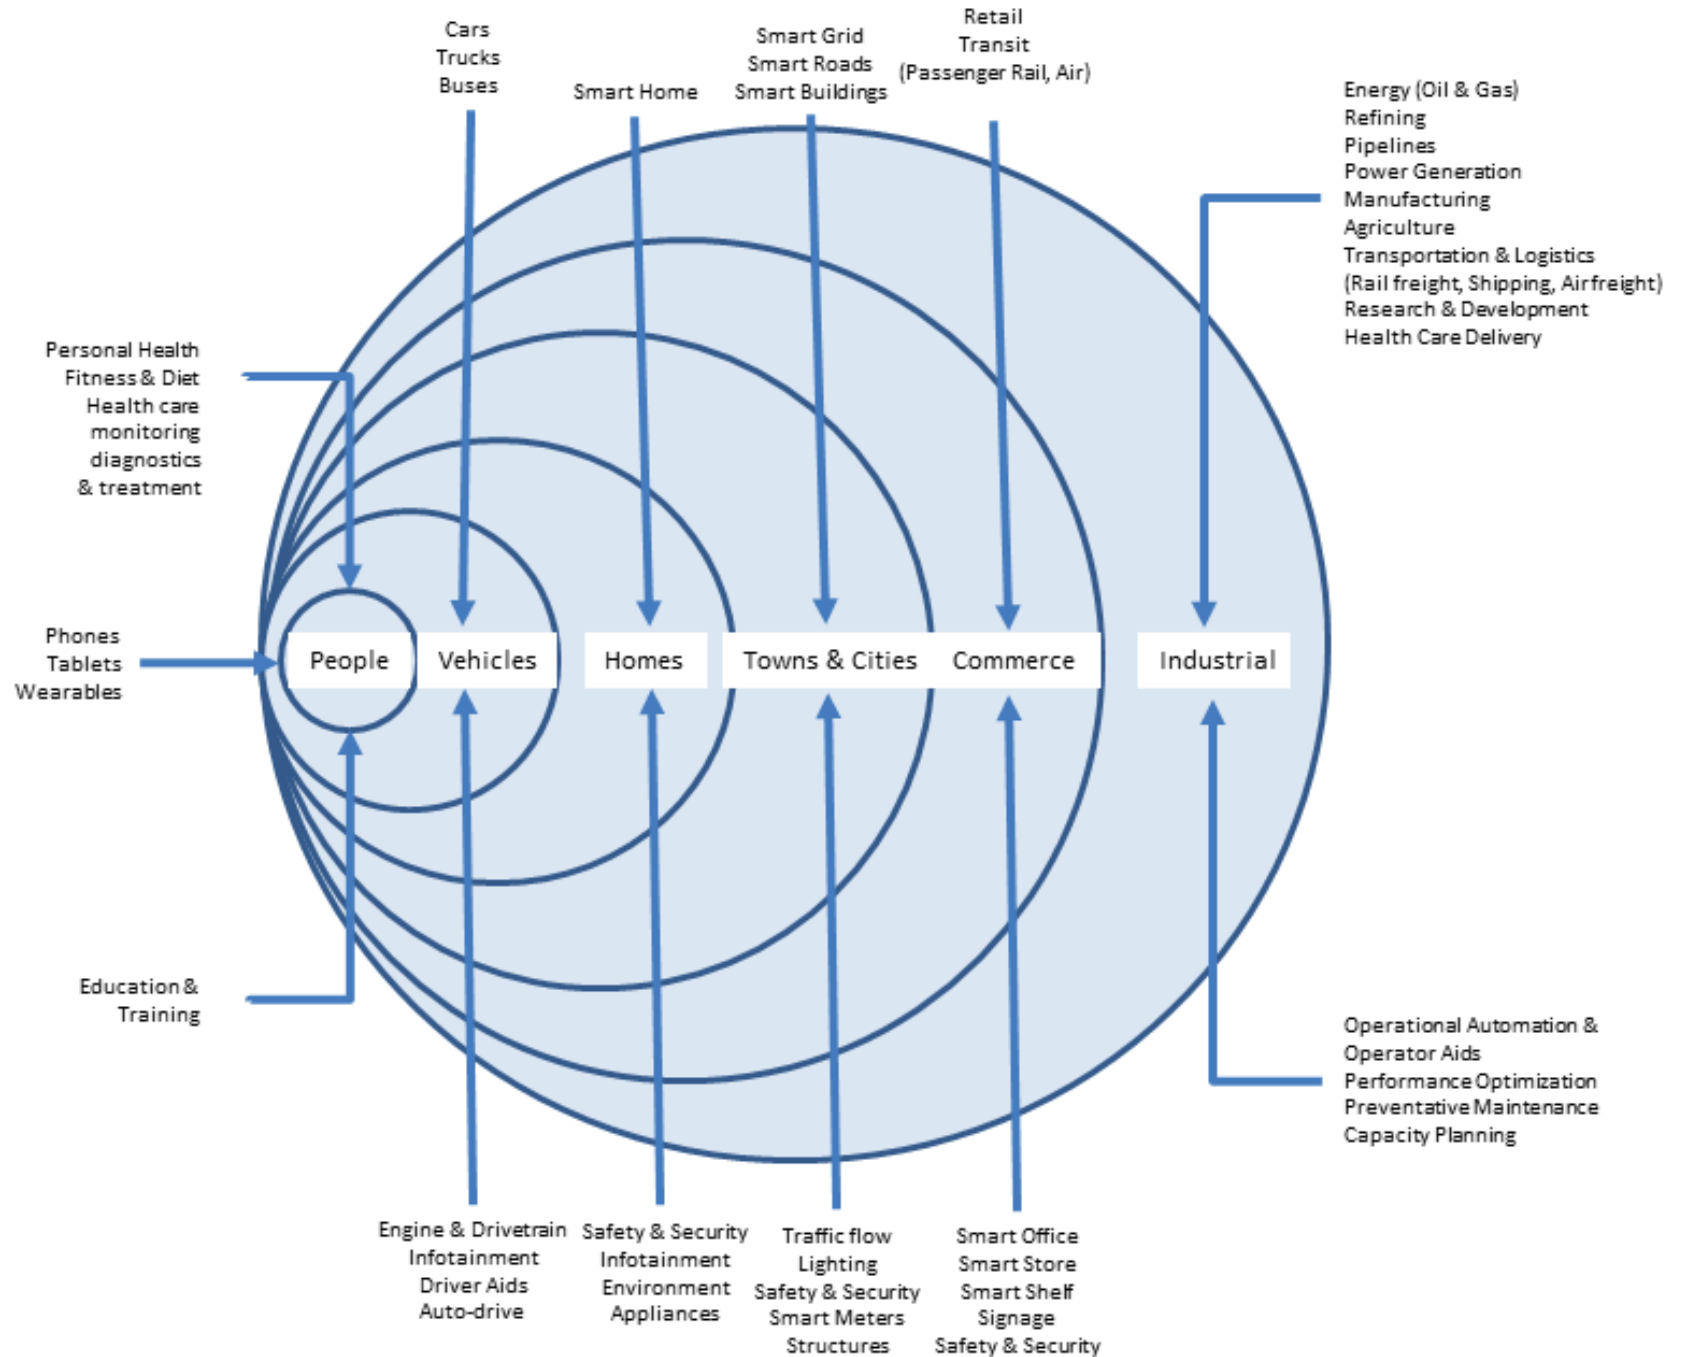 Cars
Trucks
Buses
Smart Home
Smart Grid
Smart Roads
Smart Buildings
Retail
Transit
(Passenger Rail, Air)
Energy (Oil & Gas)
Refining
Pipelines
Power Generation
Manufacturing
Agriculture
Transportation & Logistics
(Rail freight, Shipping, Airfreight)
Research & Development
Health Care Delivery
Personal Health
Fitness & Diet
Health care
monitoring
diagnostics
& treatment
Phones
Tablets
Wearables
People
Vehicles
Homes
Towns & Cities
Commerce
Industrial
Education &
Training
Operational Automation &
Operator Aids
Performance Optimization
Preventative Maintenance
Capacity Planning
Engine & Drivetrain
Infotainment
Driver Aids
Auto-drive
Safety & Security
Infotainment
Environment
Appliances
Traffic flow
Lighting
Safety & Security
Smart Meters
Structures
Smart Office
Smart Store
Smart Shelf
Signage
Safety & Security